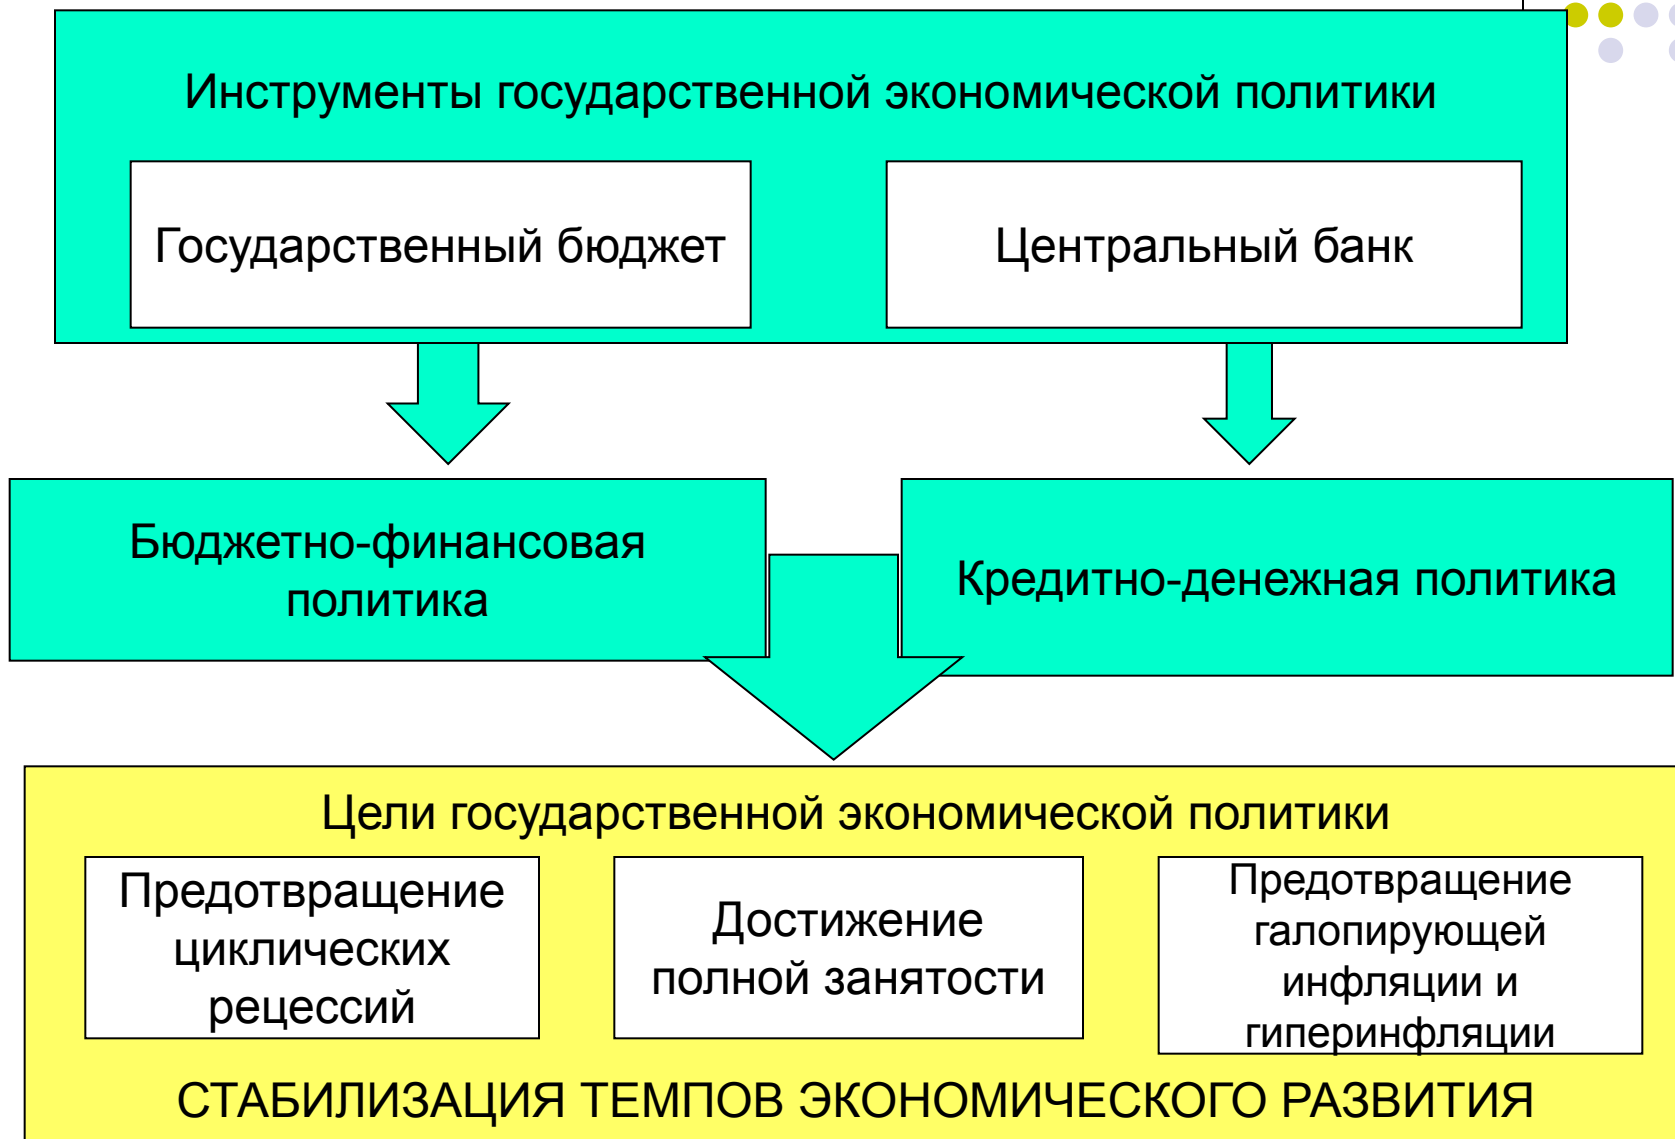 Инструменты государственной экономической политики
Государственный бюджет
Центральный банк
Бюджетно-финансовая
политика
Кредитно-денежная политика
Цели государственной экономической политики
Предотвращение
циклических
рецессий
Достижение
полной занятости
Предотвращение
галопирующей
инфляции и
гиперинфляции
СТАБИЛИЗАЦИЯ ТЕМПОВ ЭКОНОМИЧЕСКОГО РАЗВИТИЯ